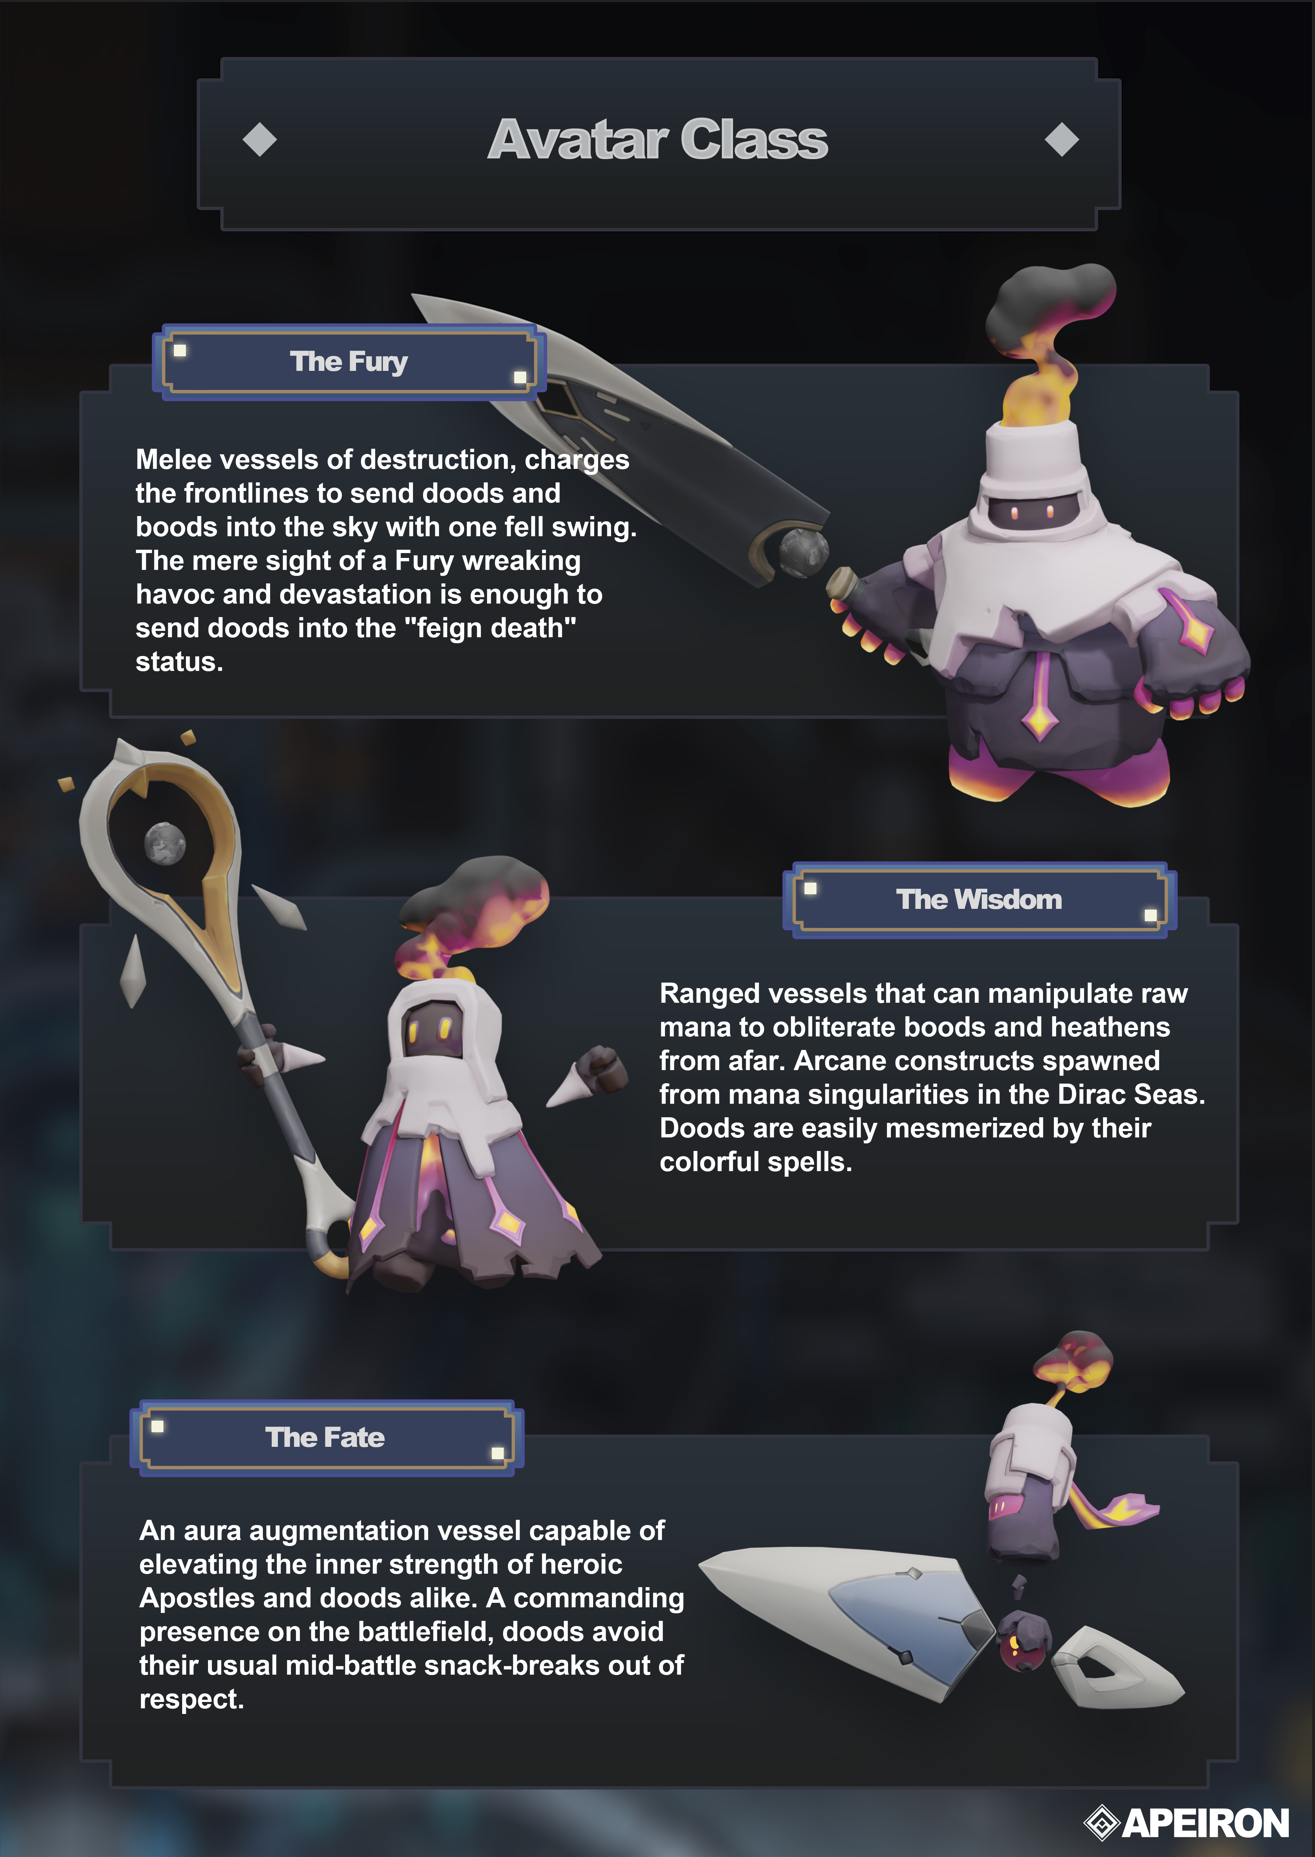 Avatar Class
The Fury
Melee vessels of destruction, charges
the frontlines to send doods and
boods into the sky with one fell swing.
The mere sight of a Fury wreaking
havoc and devastation is enough to
send doods into the "feign death"
status.
The Wisdom
Ranged vessels that can manipulate raw
mana to obliterate boods and heathens
from afar. Arcane constructs spawned
from mana singularities in the Dirac Seas.
Doods are easily mesmerized by their
colorful spells.
The Fate
An aura augmentation vessel capable of
elevating the inner strength of heroic
Apostles and doods alike. A commanding
presence on the battlefield, doods avoid
their usual mid-battle snack-breaks out of
respect.
APEIRON